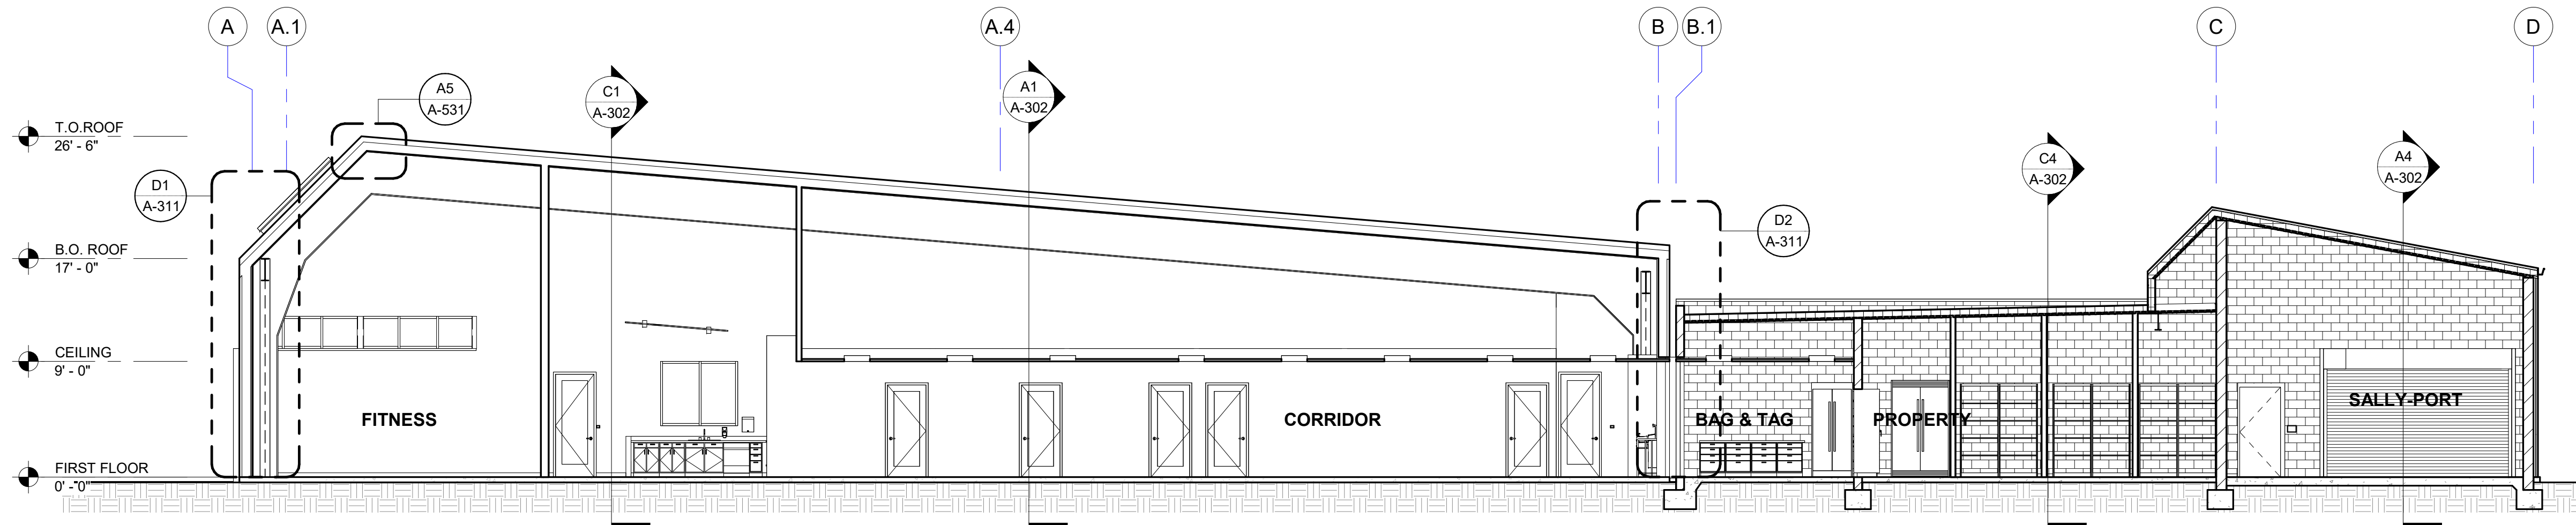 A
A.1
A.4
B
B.1
C
D
A5
A-531
C1
A-302
A1
A-302
T.O.ROOF
26' - 6"
C4
A-302
A4
A-302
D1
A-311
D2
A-311
B.O. ROOF
17' - 0"
CEILING
9' - 0"
FITNESS
CORRIDOR
BAG & TAG
PROPERTY
SALLY-PORT
FIRST FLOOR
0' - 0"